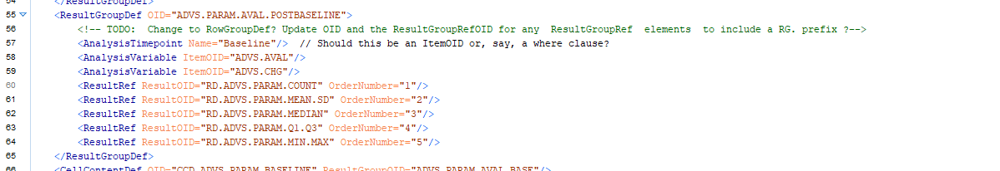 54 </ResultGroupDef>
55 <ResultGroupDef OID="ADVS.PARAM.AVAL.POSTBASELINE">
56 <!-- TODO:  Change to RowGroupDef? Update OID and the ResultGroupRefOID for any  ResultGroupRef  elements  to include a RG. prefix ?-->
57 <AnalysisTimepoint Name="Baseline"/>  // Should this be an ItemOID or, say, a where clause?
58 <AnalysisVariable ItemOID="ADVS.AVAL"/>
59 <AnalysisVariable ItemOID="ADVS.CHG"/>
60 <ResultRef ResultOID="RD.ADVS.PARAM.COUNT" OrderNumber="1"/>
61 <ResultRef ResultOID="RD.ADVS.PARAM.MEAN.SD" OrderNumber="2"/>
62 <ResultRef ResultOID="RD.ADVS.PARAM.MEDIAN" OrderNumber="3"/>
63 <ResultRef ResultOID="RD.ADVS.PARAM.Q1.Q3" OrderNumber="4"/>
64 <ResultRef ResultOID="RD.ADVS.PARAM.MIN.MAX" OrderNumber="5"/>
65 </ResultGroupDef>
66 <CellContentDef OID="CCD.ADVS.PARAM.BASELINE" ResultGroupOID="ADVS.PARAM.AVAL.BASE"/>